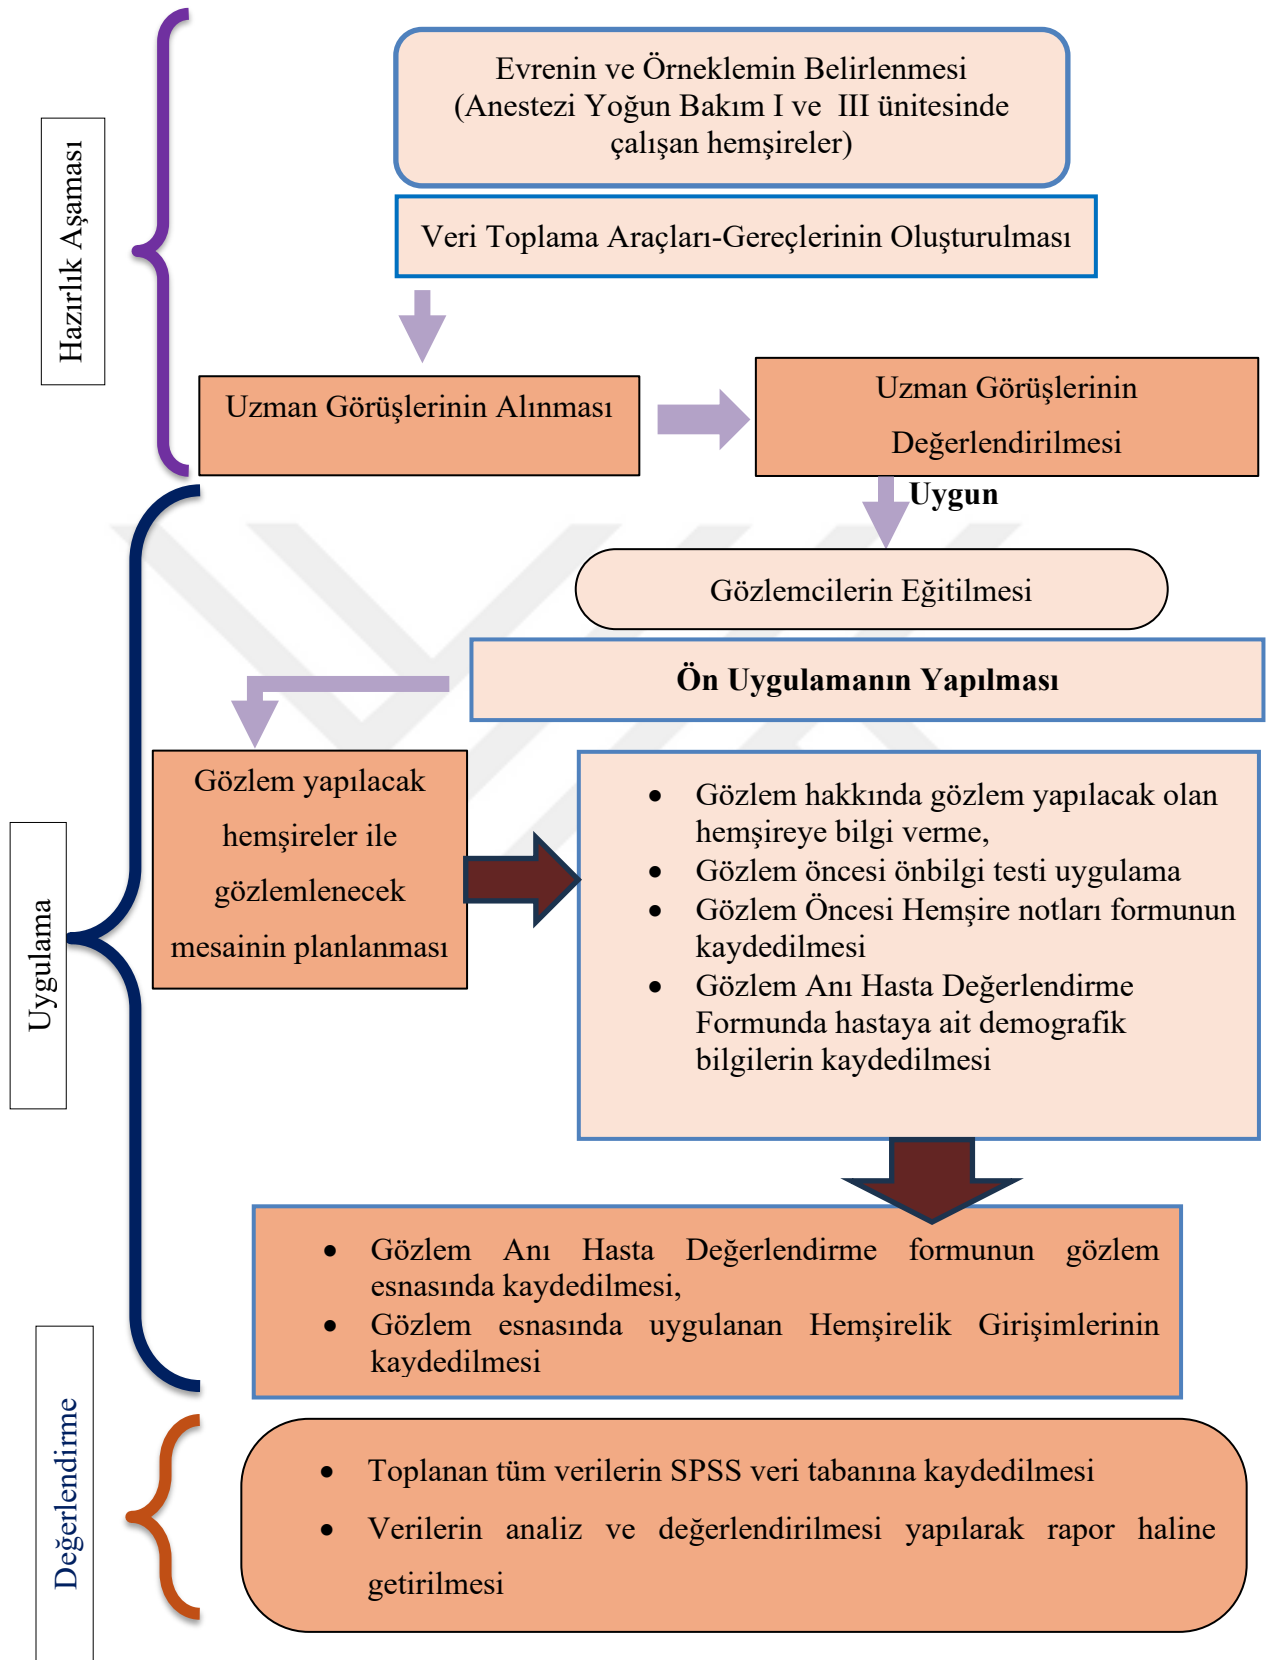 Hazırlık Aşaması
Evrenin ve Örneklemin Belirlenmesi
(Anestezi Yoğun Bakım I ve III ünitesinde
çalışan hemşireler)
Veri Toplama Araçları-Gereçlerinin Oluşturulması
Uzman Görüşlerinin Alınması
Uzman Görüşlerinin
Değerlendirilmesi
Uygun
Uygulama
Gözlemcilerin Eğitilmesi
Ön Uygulamanın Yapılması
Gözlem yapılacak
hemşireler ile
gözlemlenecek
mesainin planlanması
• Gözlem hakkında gözlem yapılacak olan
hemşireye bilgi verme,
• Gözlem öncesi önbilgi testi uygulama
• Gözlem Öncesi Hemşire notları formunun
kaydedilmesi
• Gözlem Anı Hasta Değerlendirme
Formunda hastaya ait demografik
bilgilerin kaydedilmesi
• Gözlem Anı Hasta Değerlendirme formunun gözlem
esnasında kaydedilmesi,
• Gözlem esnasında uygulanan Hemşirelik Girişimlerinin
kaydedilmesi
Değerlendirme
• Toplanan tüm verilerin SPSS veri tabanına kaydedilmesi
• Verilerin analiz ve değerlendirilmesi yapılarak rapor haline
getirilmesi